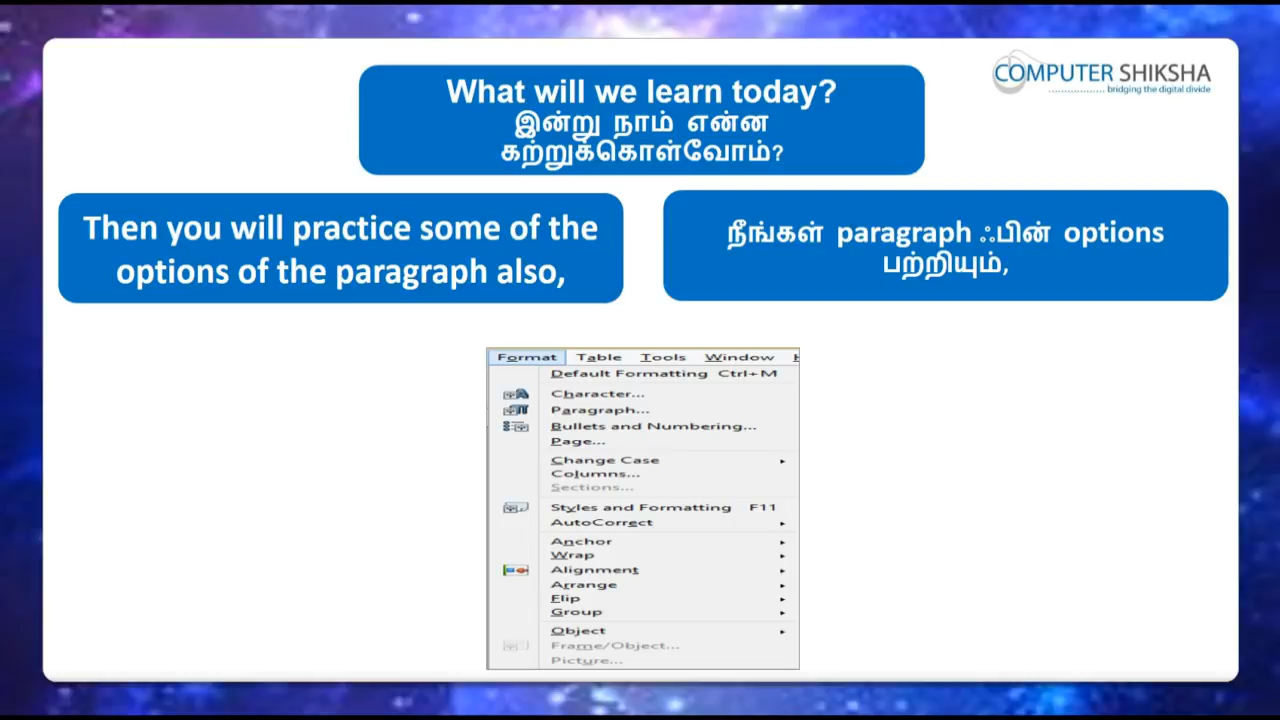 COMPUTER SHIKSHA
bridging the digital divide
What will we learn today?
இன்று நாம் என்ன
கற்றுக்கொள்வோம்?
Then you will practice some of the
options of the paragraph also,
நீங்கள் paragraph ஃபின் options
பற்றியும்,
Format Table Tools Window H
Default Formatting Ctrl+M
Character...
Paragraph...
Bullets and Numbering...
Page...
Change Case
Columns...
Sections...
Styles and Formatting F11
AutoCorrect
Anchor
Wrap
Alignment
Arrange
Flip
Group
Object
Frame/Object...
Picture...